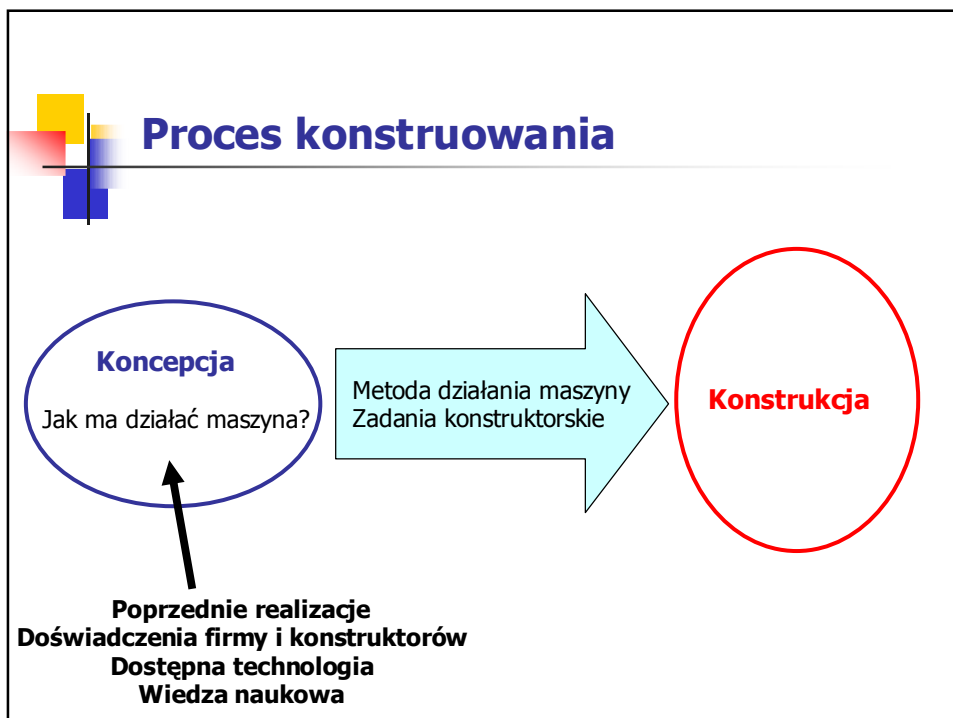 Proces konstruowania
Koncepcja
Jak ma działać maszyna?
Metoda działania maszyny
Zadania konstruktorskie
Konstrukcja
Poprzednie realizacje
Doświadczenia firmy i konstruktorów
Dostępna technologia
Wiedza naukowa